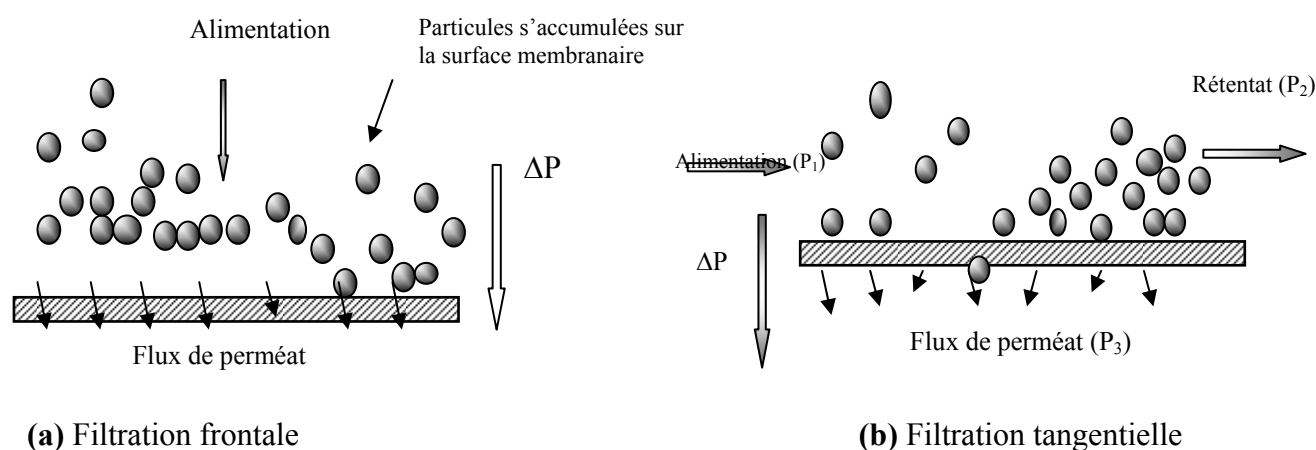 Alimentation
Particules s’accumulées sur
la surface membranaire
ΔP
Flux de perméat
(a) Filtration frontale
Rétentat (P₂)
Alimentation (P₁)
ΔP
Flux de perméat (P₃)
(b) Filtration tangentielle